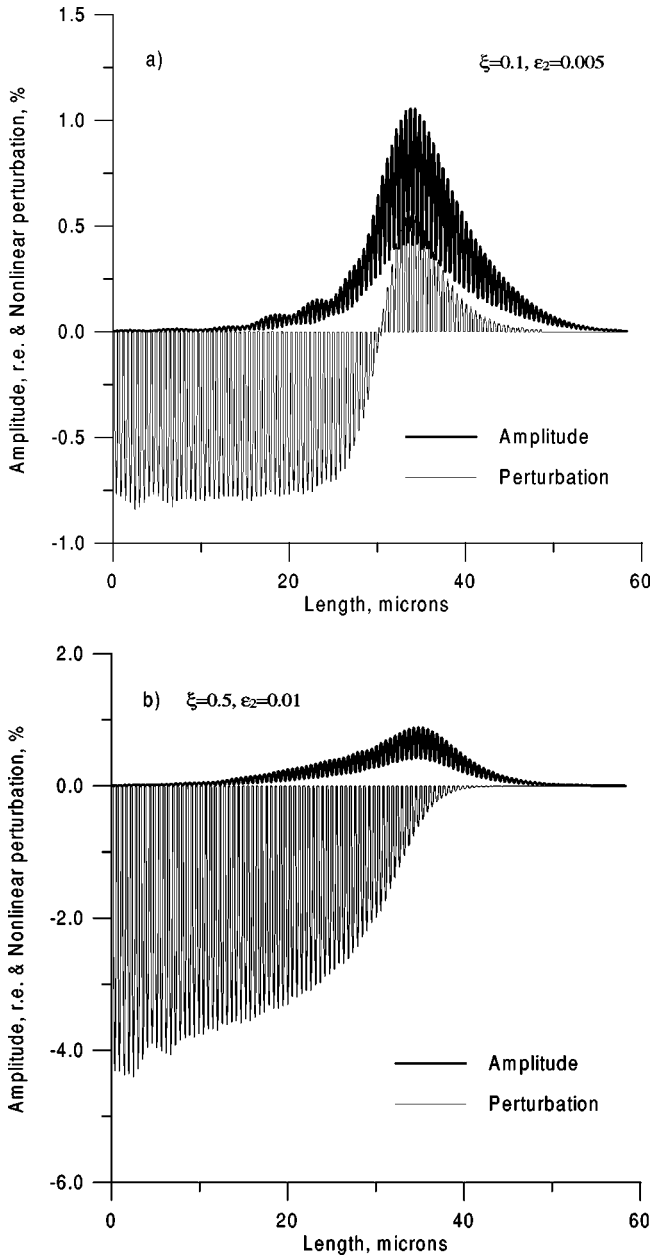 Amplitude, r.e. & Nonlinear perturbation, %
1.5
1.0
0.5
0.0
-0.5
-1.0
a)
ξ=0.1, ε₂=0.005
Amplitude
Perturbation
0
20
40
60
Length, microns
Amplitude, r.e. & Nonlinear perturbation, %
2.0
0.0
-2.0
-4.0
-6.0
b) ξ=0.5, ε₂=0.01
Amplitude
Perturbation
0
20
40
60
Length, microns